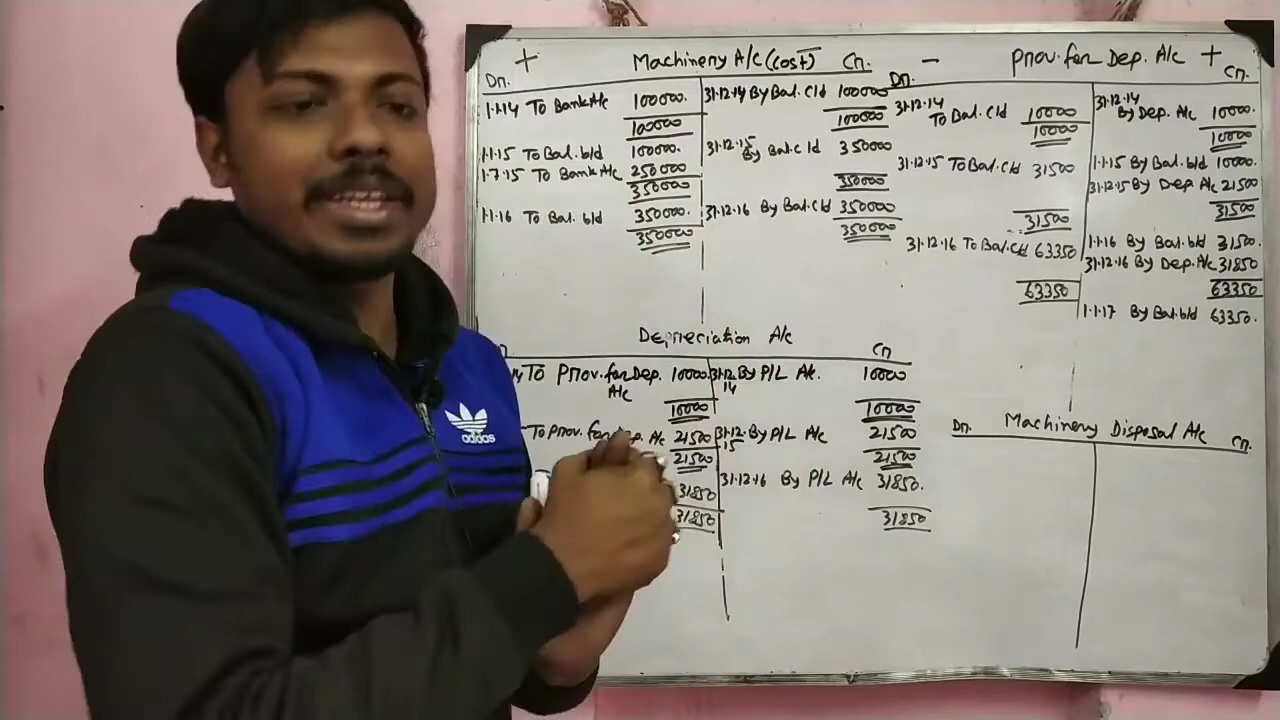 + Machinery A/c (cost) Cr.
Dr.
1.1.14 To Bank A/c 100000. 31.12.14 By Bal. c/d 100000
100000 100000
1.1.15 To Bal. b/d 100000. 31.12.15 By Bal. c/d 350000
1.7.15 To Bank A/c 250000
350000 350000
1.1.16 To Bal. b/d 350000. 31.12.16 By Bal. c/d 350000
350000 350000
- Prov. for Dep. A/c +
Dr. Cr.
31.12.14 To Bal. c/d 10000 31.12.14 By Dep. A/c 10000.
10000 10000
31.12.15 To Bal. c/d 31500 1.1.15 By Bal. b/d 10000.
31.12.15 By Dep A/c 21500
31500 31500
31.12.16 To Bal. c/d 63350 1.1.16 By Bal. b/d 31500.
31.12.16 By Dep. A/c 31850
63350 63350
1.1.17 By Bal. b/d 63350.
Depreciation A/c
Cr
14 To Prov. for Dep. A/c 10000 31.12.14 By P/L A/c. 10000
10000 10000
To Prov. for Dep. A/c 21500 31.12.15 By P/L A/c 21500
21500 21500
31850 31.12.16 By P/L A/c 31850.
31850 31850
Machinery Disposal A/c
Dr. Cr.
adidas